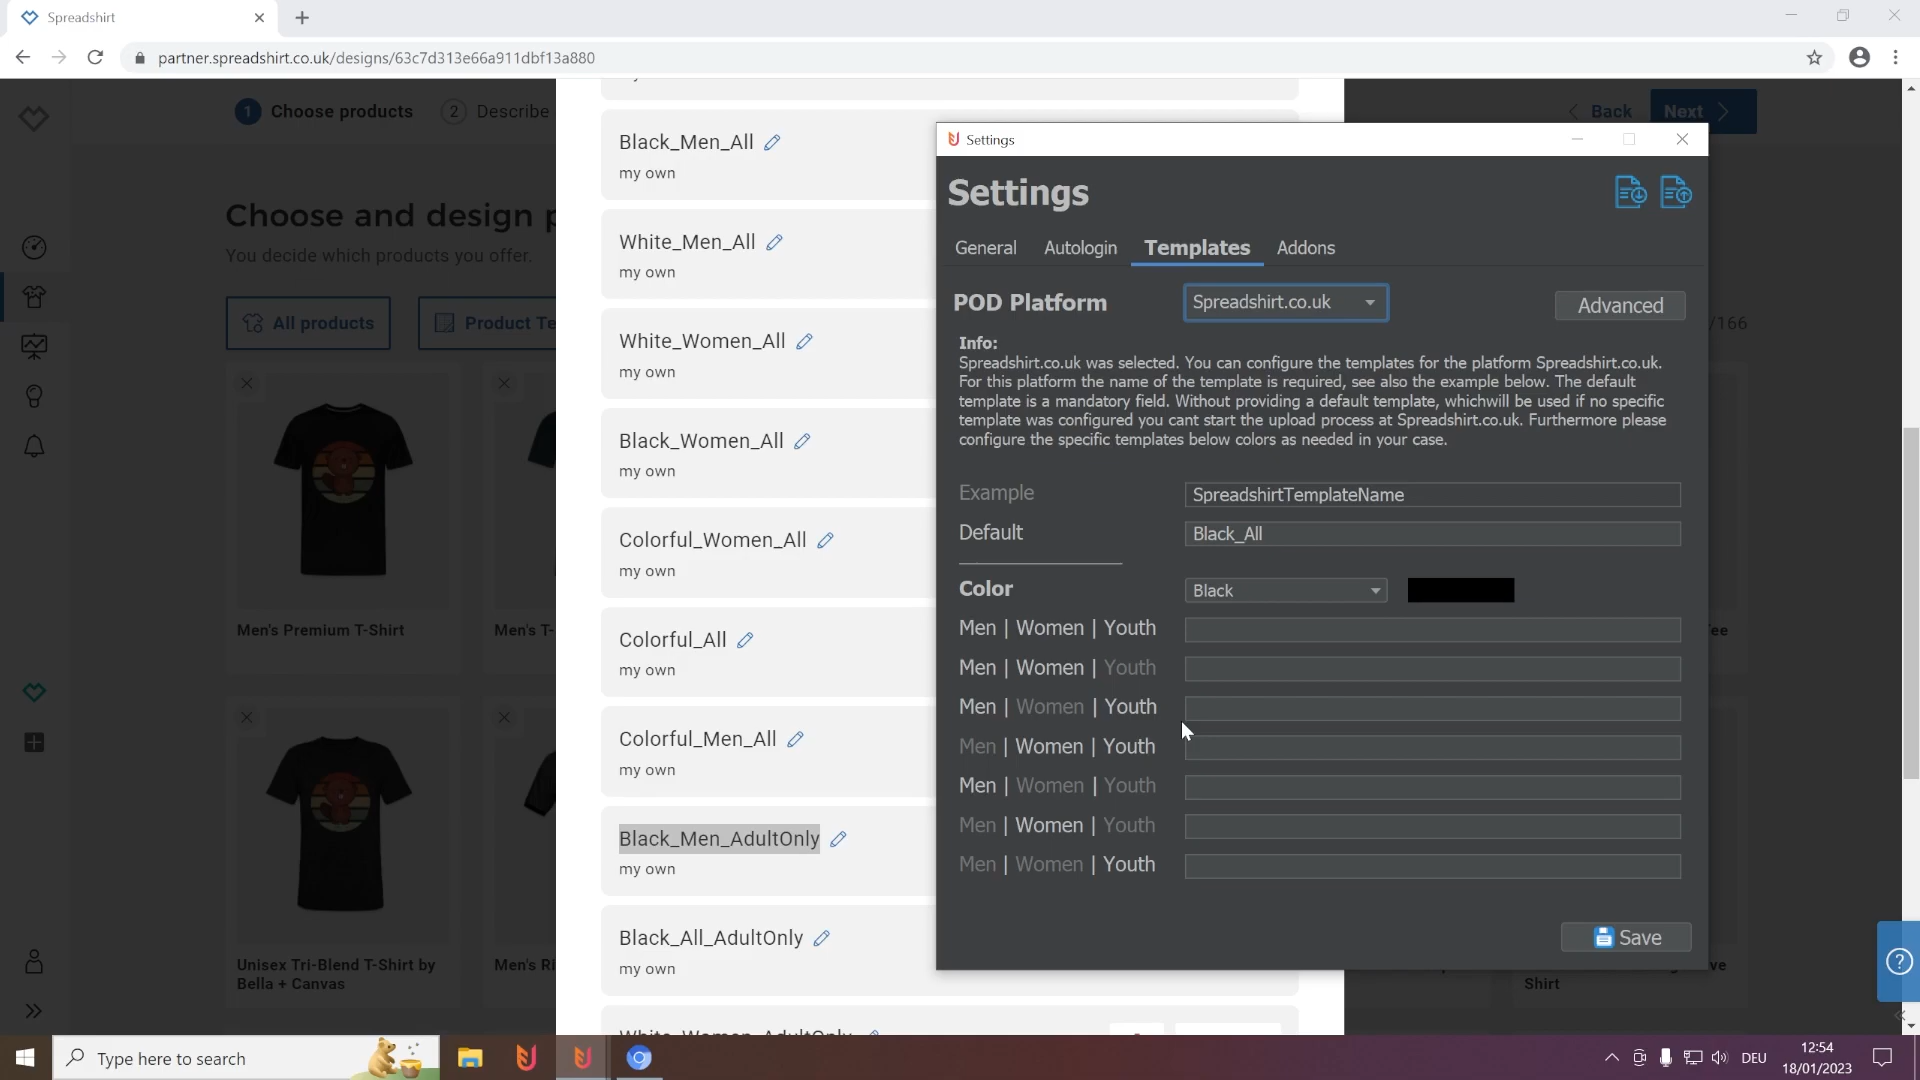 Spreadshirt
partner.spreadshirt.co.uk/designs/63c7d313e66a911dbf13a880
1 Choose products
2 Describe
Back
Next
Choose and design p
You decide which products you offer.
All products
Product Te
/166
Men's Premium T-Shirt
Men's T-
ee
Unisex Tri-Blend T-Shirt by
Bella + Canvas
Men's Ri
ve
Shirt
Black_Men_All
my own
White_Men_All
my own
White_Women_All
my own
Black_Women_All
my own
Colorful_Women_All
my own
Colorful_All
my own
Colorful_Men_All
my own
Black_Men_AdultOnly
my own
Black_All_AdultOnly
my own
White_Women_AdultOnly
Settings
Settings
General Autologin Templates Addons
POD Platform
Spreadshirt.co.uk
Advanced
Info:
Spreadshirt.co.uk was selected. You can configure the templates for the platform Spreadshirt.co.uk.
For this platform the name of the template is required, see also the example below. The default
template is a mandatory field. Without providing a default template, whichwill be used if no specific
template was configured you cant start the upload process at Spreadshirt.co.uk. Furthermore please
configure the specific templates below colors as needed in your case.
Example SpreadshirtTemplateName
Default Black_All
Color Black
Men | Women | Youth
Men | Women | Youth
Men | Women | Youth
Men | Women | Youth
Men | Women | Youth
Men | Women | Youth
Men | Women | Youth
Save
Type here to search
DEU
12:54
18/01/2023